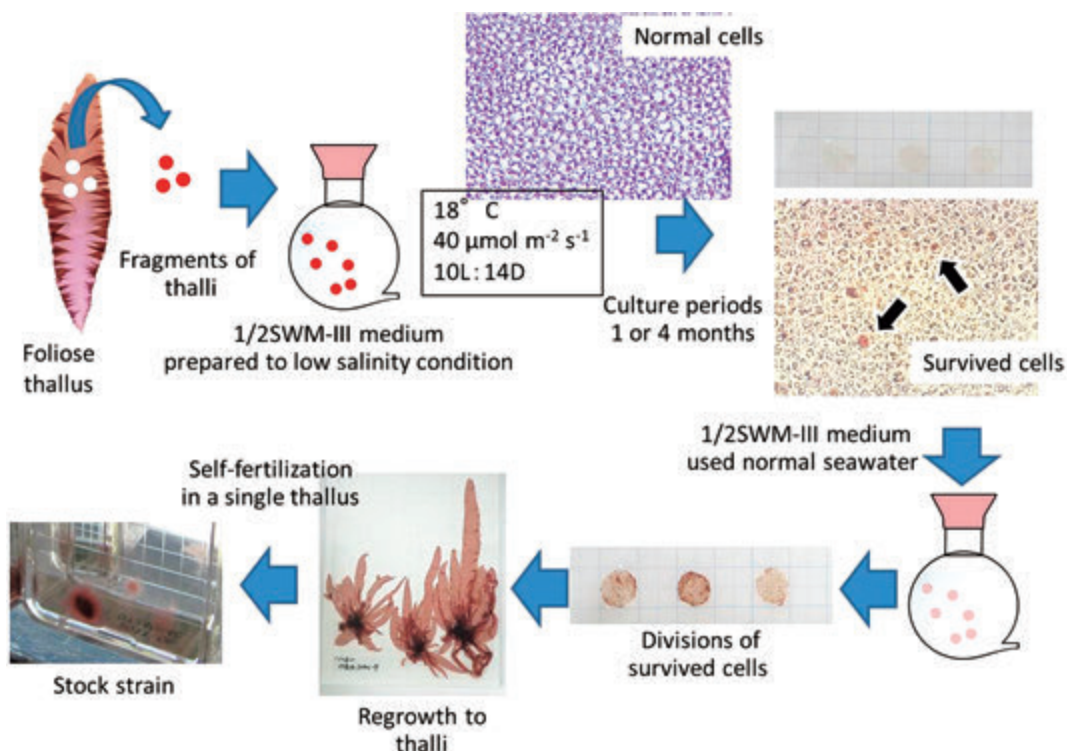 Normal cells
Foliose
thallus
Fragments of
thalli
1/2SWM-III medium
prepared to low salinity condition
18° C
40 μmol m⁻² s⁻¹
10L : 14D
Culture periods
1 or 4 months
Survived cells
1/2SWM-III medium
used normal seawater
Divisions of
survived cells
Regrowth to
thalli
Self-fertilization
in a single thallus
Stock strain